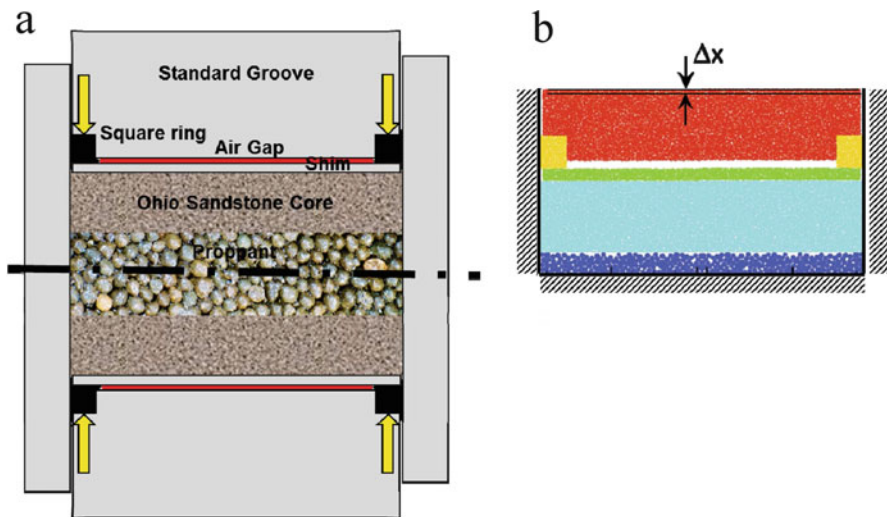 a
Standard Groove
Square ring
Air Gap
Shim
Ohio Sandstone Core
Proppant
b
Δx